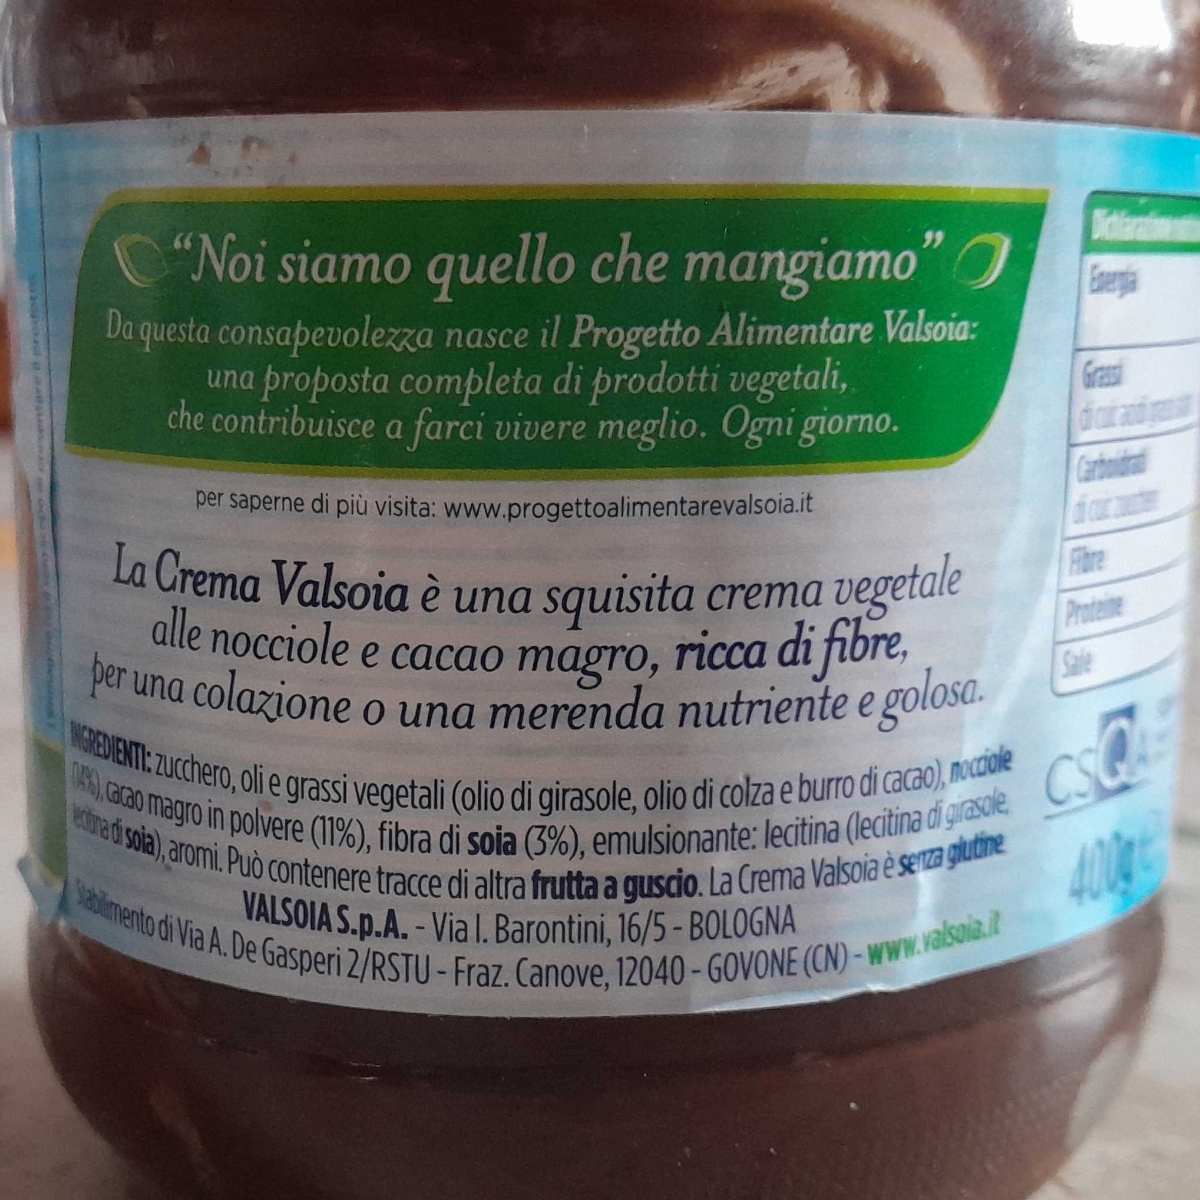 “Noi siamo quello che mangiamo”
Da questa consapevolezza nasce il Progetto Alimentare Valsoia:
una proposta completa di prodotti vegetali,
che contribuisce a farci vivere meglio. Ogni giorno.
per saperne di più visita: www.progettoalimentarevalsoia.it
La Crema Valsoia è una squisita crema vegetale
alle nocciole e cacao magro, ricca di fibre,
per una colazione o una merenda nutriente e golosa.
INGREDIENTI: zucchero, oli e grassi vegetali (olio di girasole, olio di colza e burro di cacao), nocciole
(14%), cacao magro in polvere (11%), fibra di soia (3%), emulsionante: lecitina (lecitina di girasole,
lecitina di soia), aromi. Può contenere tracce di altra frutta a guscio. La Crema Valsoia è senza glutine
VALSOIA S.p.A. - Via I. Barontini, 16/5 - BOLOGNA
Stabilimento di Via A. De Gasperi 2/RSTU - Fraz. Canove, 12040 - GOVONE (CN) - www.valsoia.it
Energia
Grassi
Carboidrati
di cui zuccheri
Fibre
Proteine
Sale
CSQA
400g e